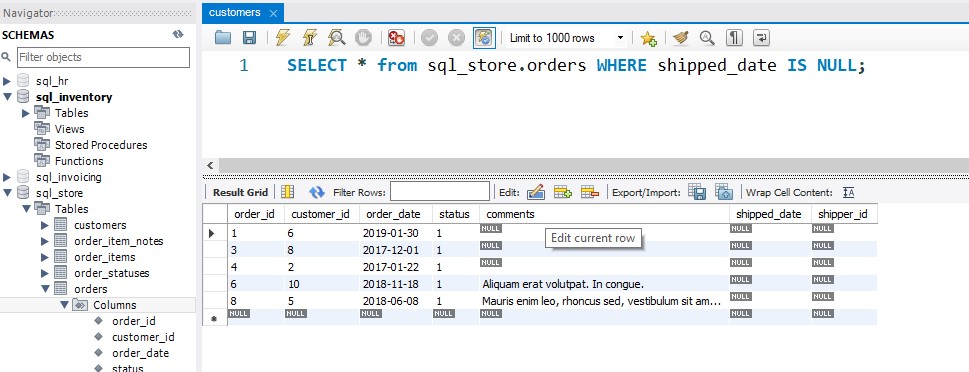 Navigator
SCHEMAS
Filter objects
sql_hr
sql_inventory
Tables
Views
Stored Procedures
Functions
sql_invoicing
sql_store
Tables
customers
order_item_notes
order_items
order_statuses
orders
Columns
order_id
customer_id
order_date
status
customers
Limit to 1000 rows
1 SELECT * from sql_store.orders WHERE shipped_date IS NULL;
Result Grid Filter Rows: Edit: Export/Import: Wrap Cell Content: IA
order_id customer_id order_date status comments shipped_date shipper_id
1 6 2019-01-30 1 NULL NULL NULL
Edit current row
3 8 2017-12-01 1 NULL NULL NULL
4 2 2017-01-22 1 NULL NULL NULL
6 10 2018-11-18 1 Aliquam erat volutpat. In congue. NULL NULL
8 5 2018-06-08 1 Mauris enim leo, rhoncus sed, vestibulum sit am... NULL NULL
NULL NULL NULL NULL NULL NULL NULL